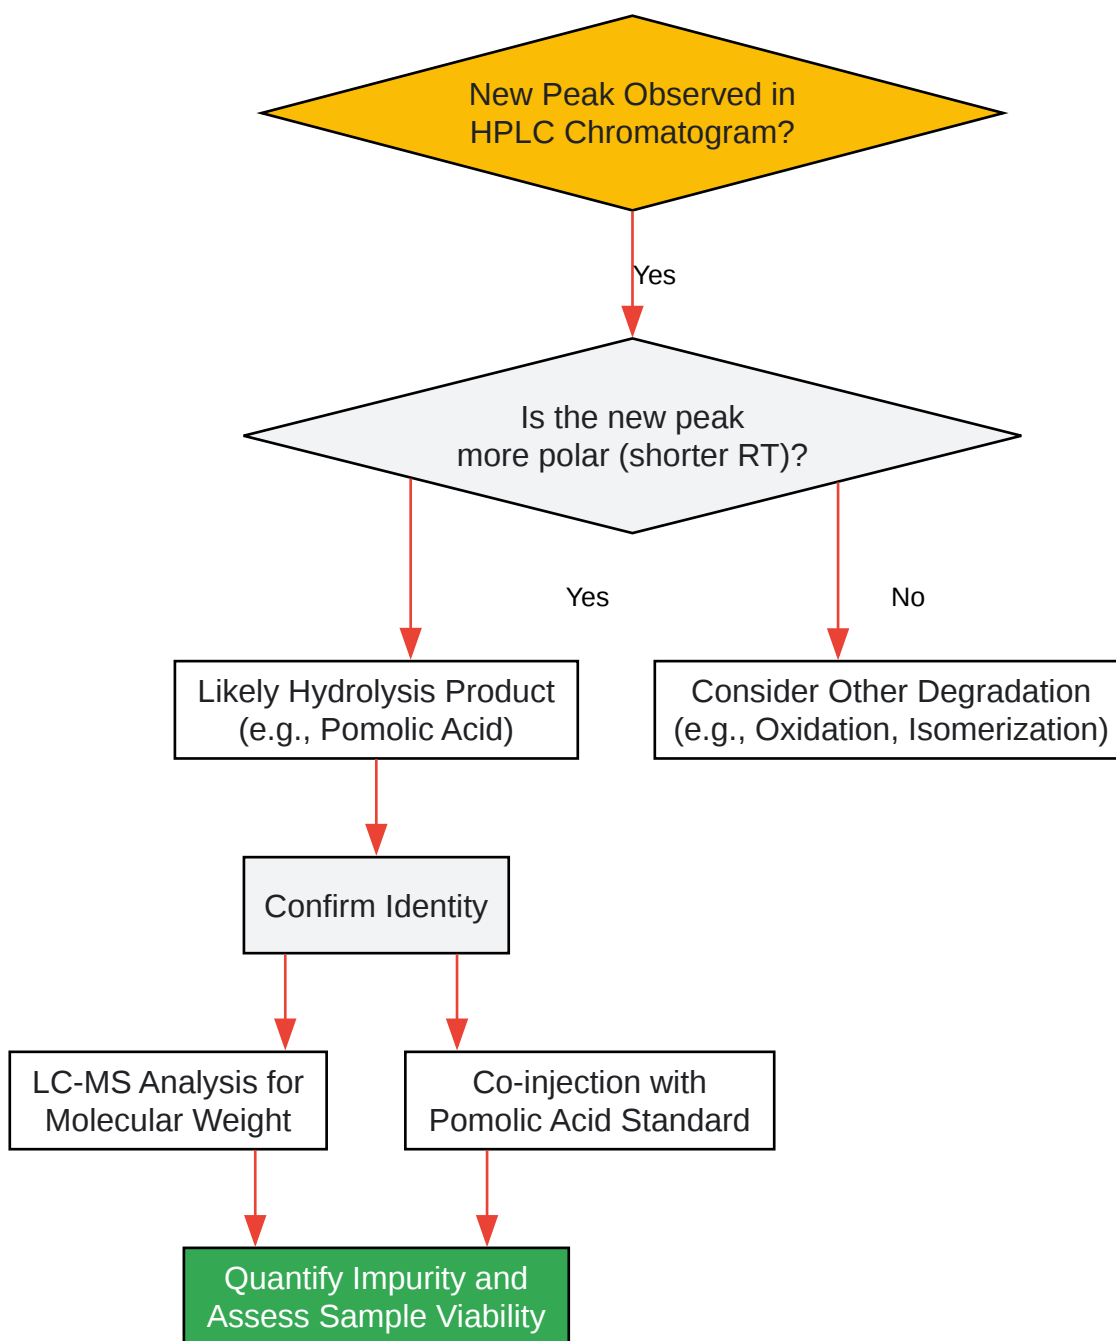 New Peak Observed in
HPLC Chromatogram?
Yes
Is the new peak
more polar (shorter RT)?
Yes
No
Likely Hydrolysis Product
(e.g., Pomolic Acid)
Consider Other Degradation
(e.g., Oxidation, Isomerization)
Confirm Identity
LC-MS Analysis for
Molecular Weight
Co-injection with
Pomolic Acid Standard
Quantify Impurity and
Assess Sample Viability